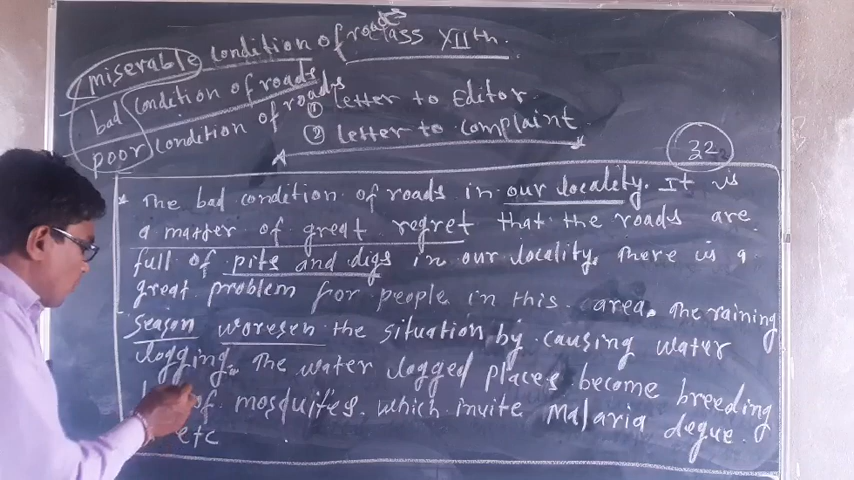 miserable condition of roads class XIIth.
bad condition of roads
poor condition of roads
① letter to Editor.
② letter to complaint
32
* The bad condition of roads in our locality. It is
a matter of great regret that the roads are
full of pits and digs in our locality. There is a
great problem for people in this area. The raining
season woresen the situation by causing water
logging. The water logged places become breeding
of mosquites. which invite Malaria degue.
etc